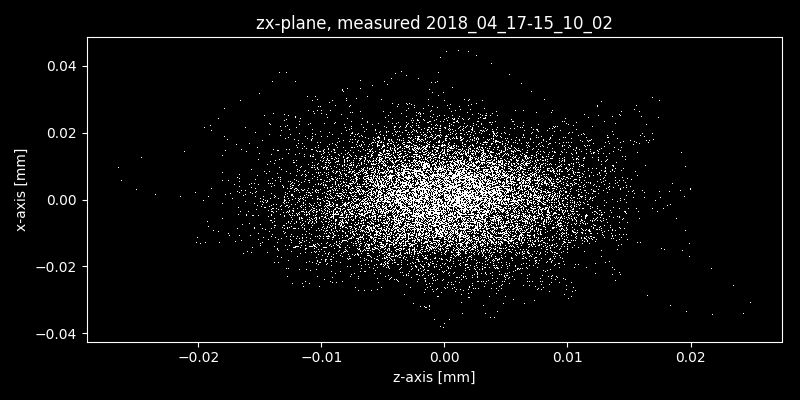 zx-plane, measured 2018_04_17-15_10_02
0.04
0.02
0.00
−0.02
−0.04
x-axis [mm]
−0.02 −0.01 0.00 0.01 0.02
z-axis [mm]